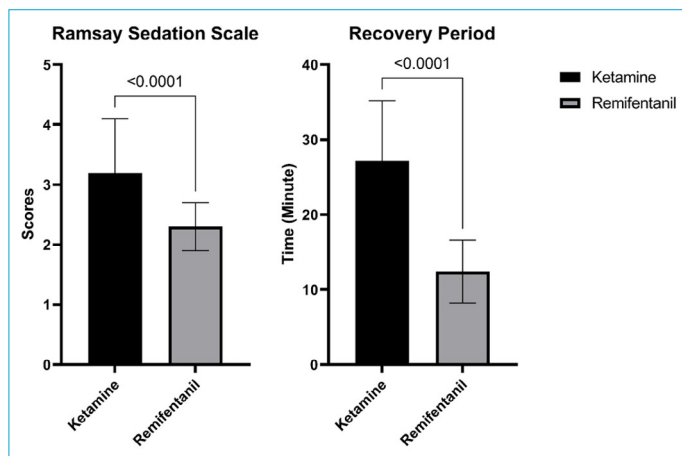 Ramsay Sedation Scale
5
4
3
2
1
0
Scores
<0.0001
Ketamine
Remifentanil
Recovery Period
40
30
20
10
0
Time (Minute)
<0.0001
Ketamine
Remifentanil
Ketamine
Remifentanil